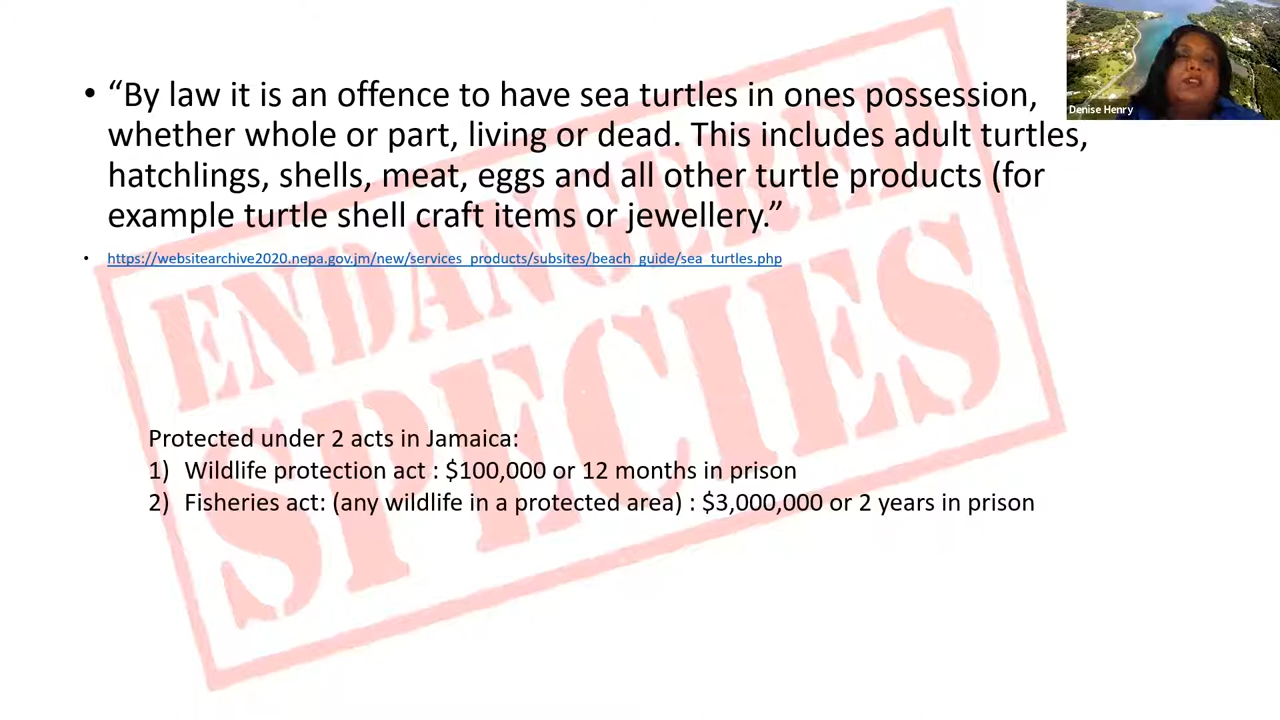 • “By law it is an offence to have sea turtles in ones possession,
whether whole or part, living or dead. This includes adult turtles,
hatchlings, shells, meat, eggs and all other turtle products (for
example turtle shell craft items or jewellery.”
• https://websitearchive2020.nepa.gov.jm/new/services_products/subsites/beach_guide/sea_turtles.php
Denise Henry
ENDANGERED
SPECIES
Protected under 2 acts in Jamaica:
1) Wildlife protection act : $100,000 or 12 months in prison
2) Fisheries act: (any wildlife in a protected area) : $3,000,000 or 2 years in prison